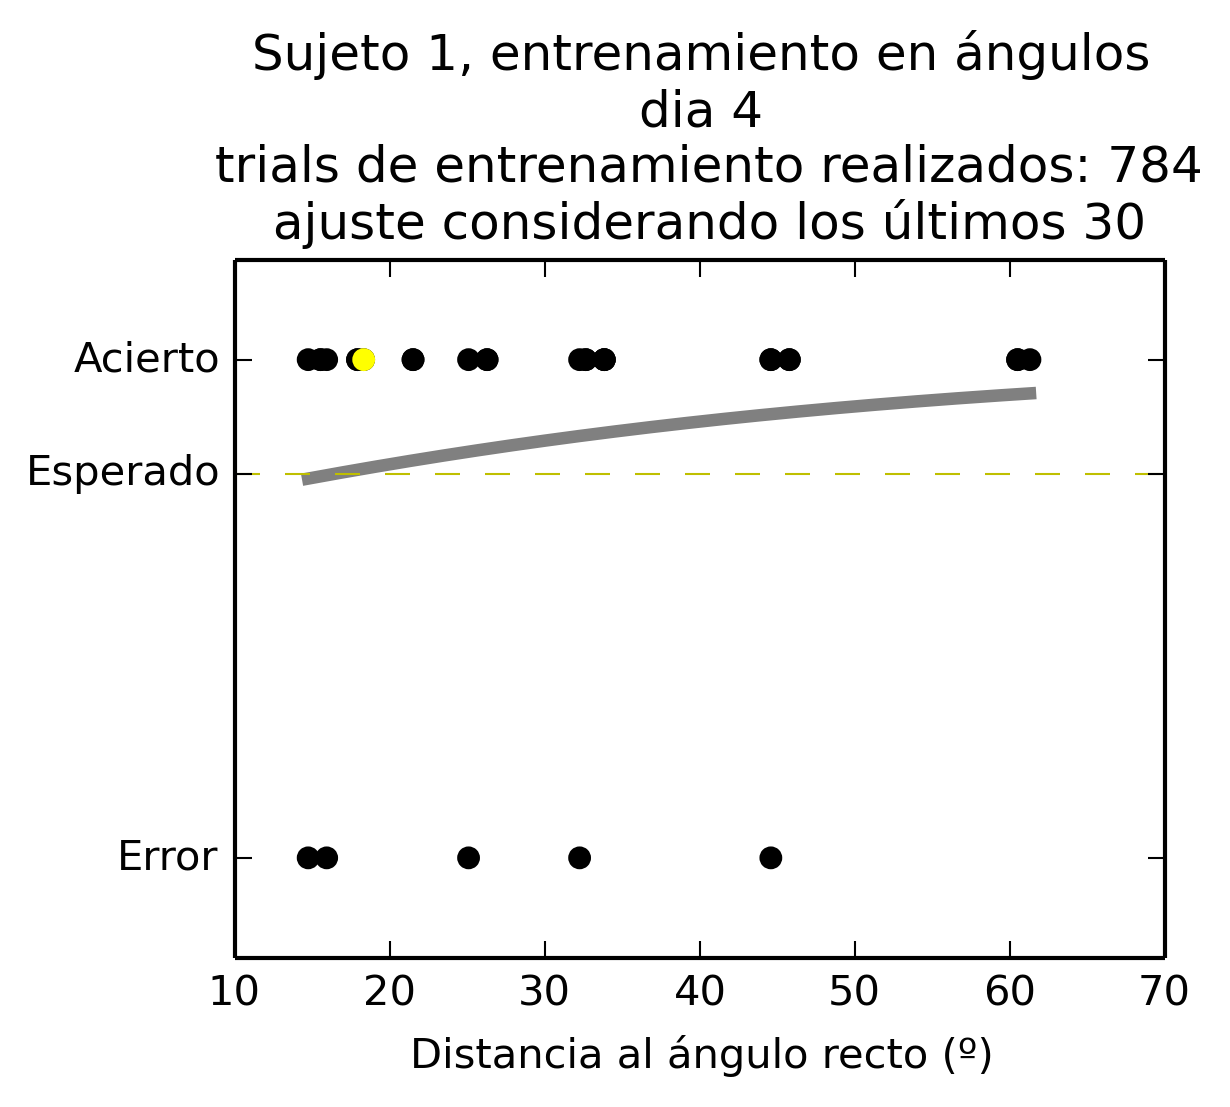 Sujeto 1, entrenamiento en ángulos
dia 4
trials de entrenamiento realizados: 784
ajuste considerando los últimos 30
Acierto
Esperado
Error
10 20 30 40 50 60 70
Distancia al ángulo recto (º)